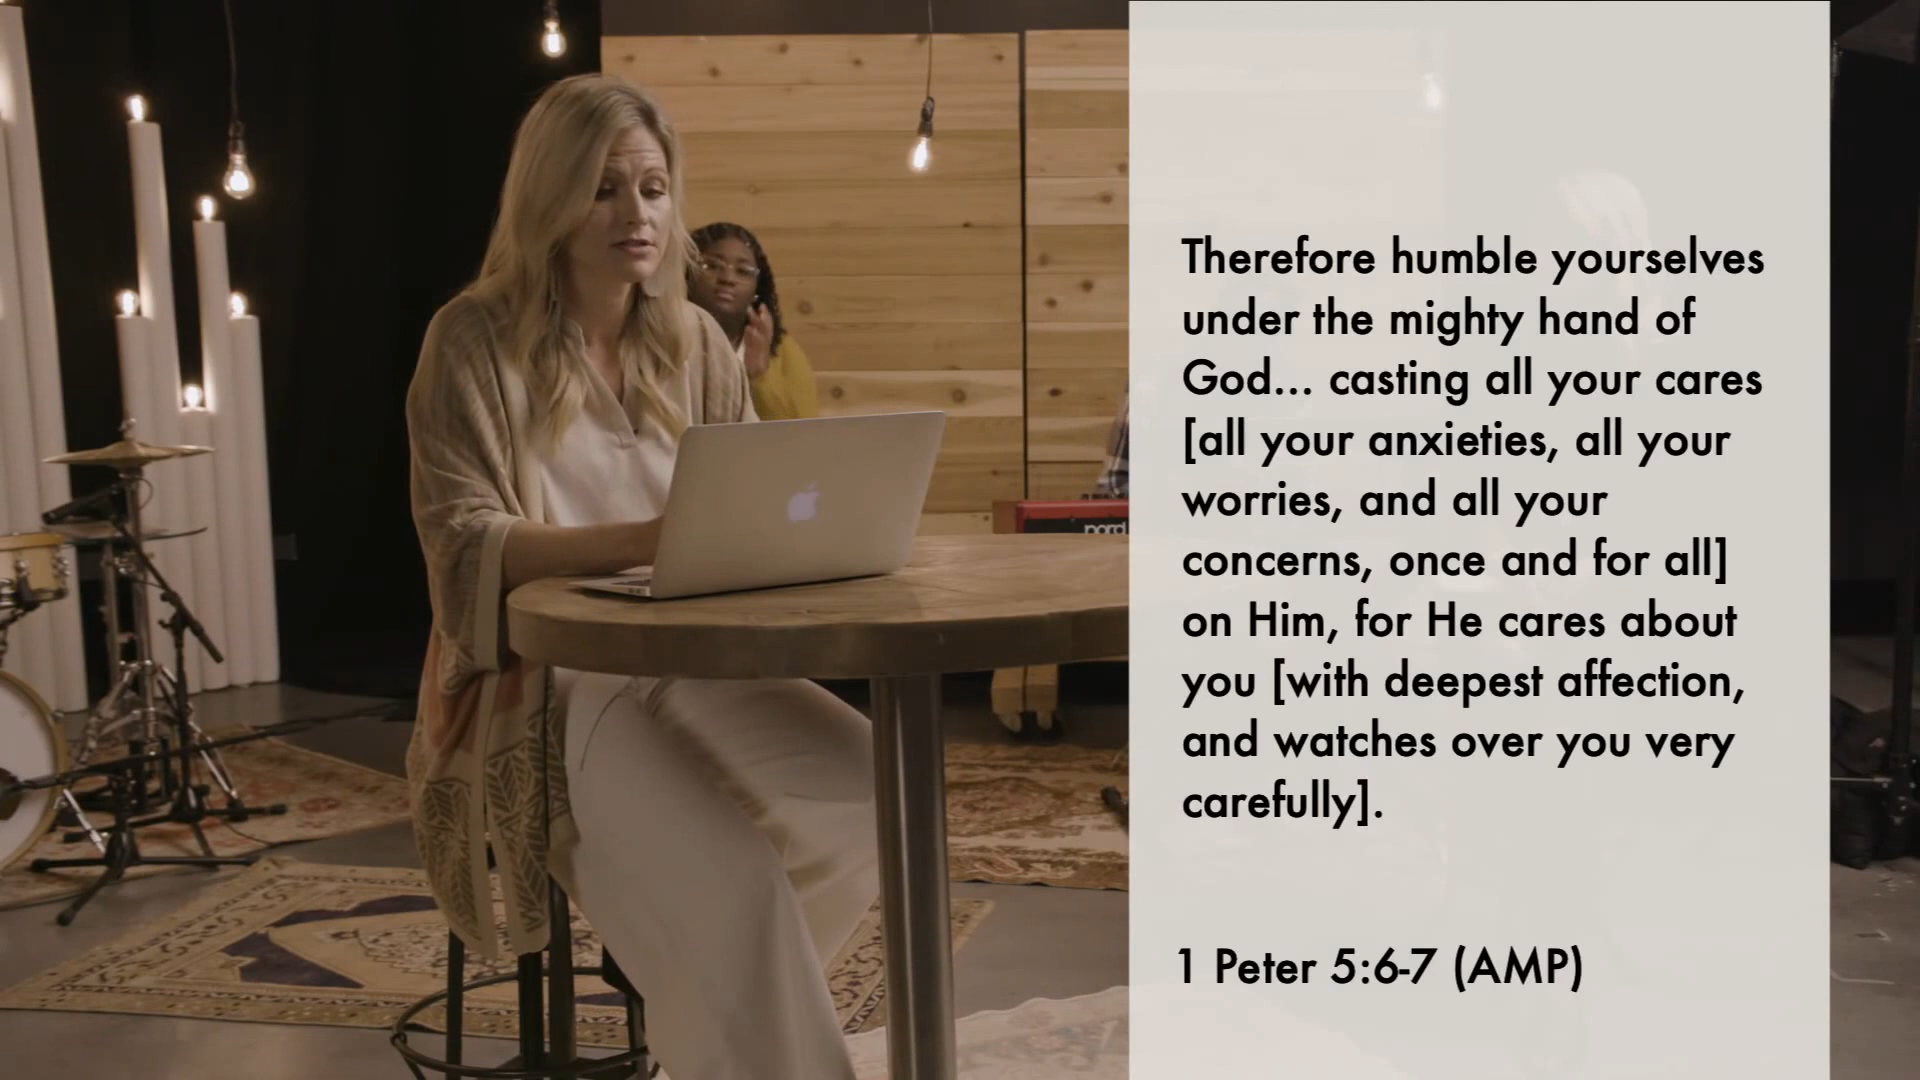 Therefore humble yourselves
under the mighty hand of
God... casting all your cares
[all your anxieties, all your
worries, and all your
concerns, once and for all]
on Him, for He cares about
you [with deepest affection,
and watches over you very
carefully].
1 Peter 5:6-7 (AMP)
nord